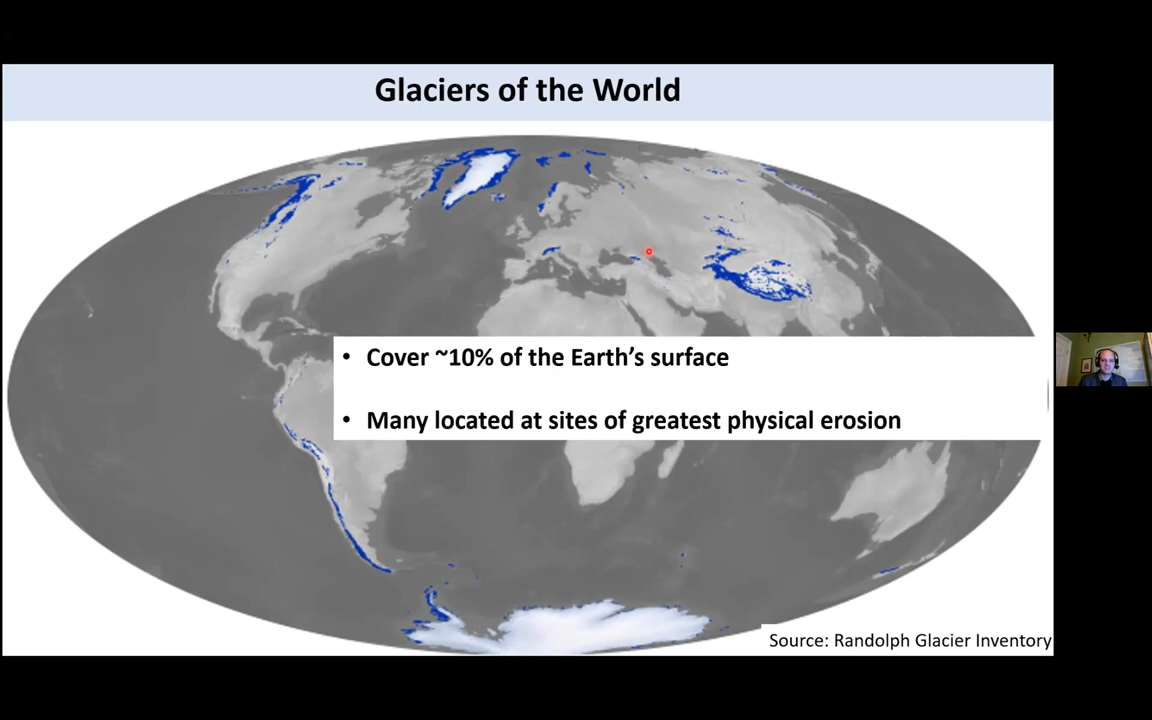 Glaciers of the World
• Cover ~10% of the Earth’s surface
• Many located at sites of greatest physical erosion
Source: Randolph Glacier Inventory